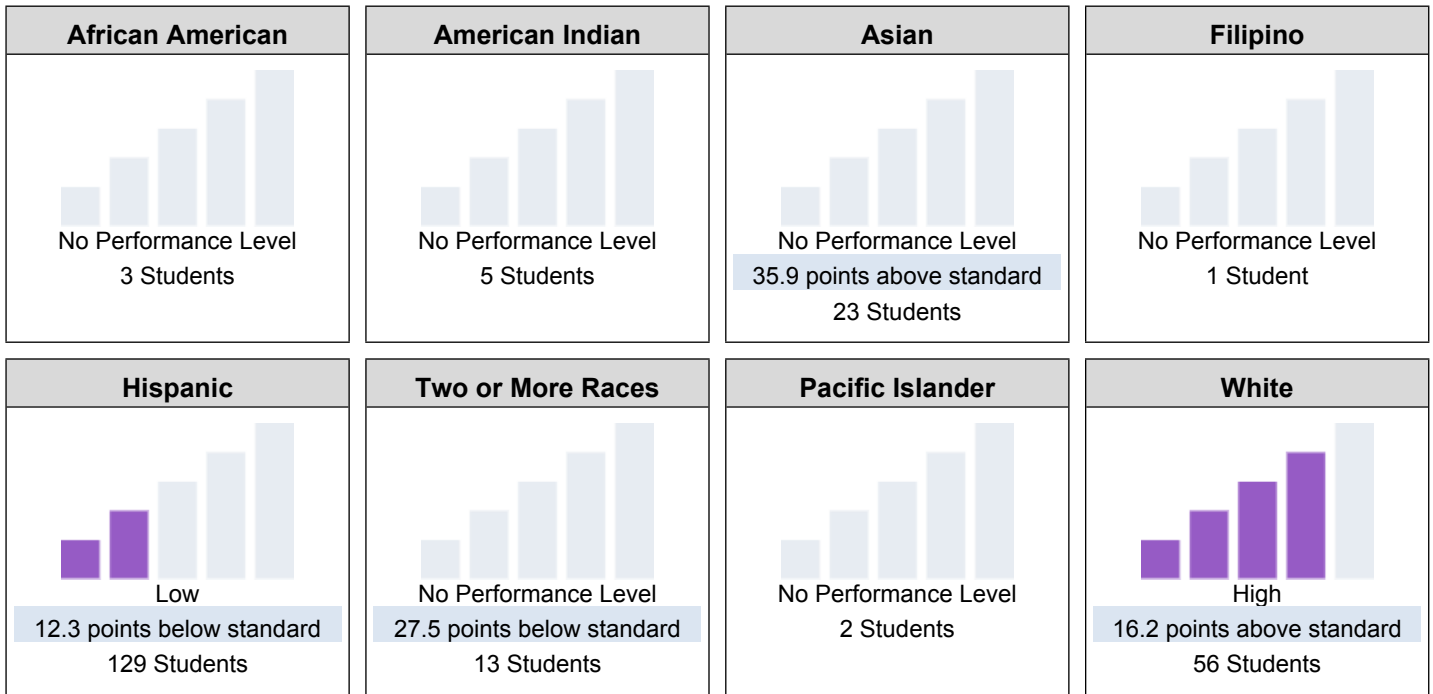 African American
No Performance Level
3 Students
American Indian
No Performance Level
5 Students
Asian
No Performance Level
35.9 points above standard
23 Students
Filipino
No Performance Level
1 Student
Hispanic
Low
12.3 points below standard
129 Students
Two or More Races
No Performance Level
27.5 points below standard
13 Students
Pacific Islander
No Performance Level
2 Students
White
High
16.2 points above standard
56 Students